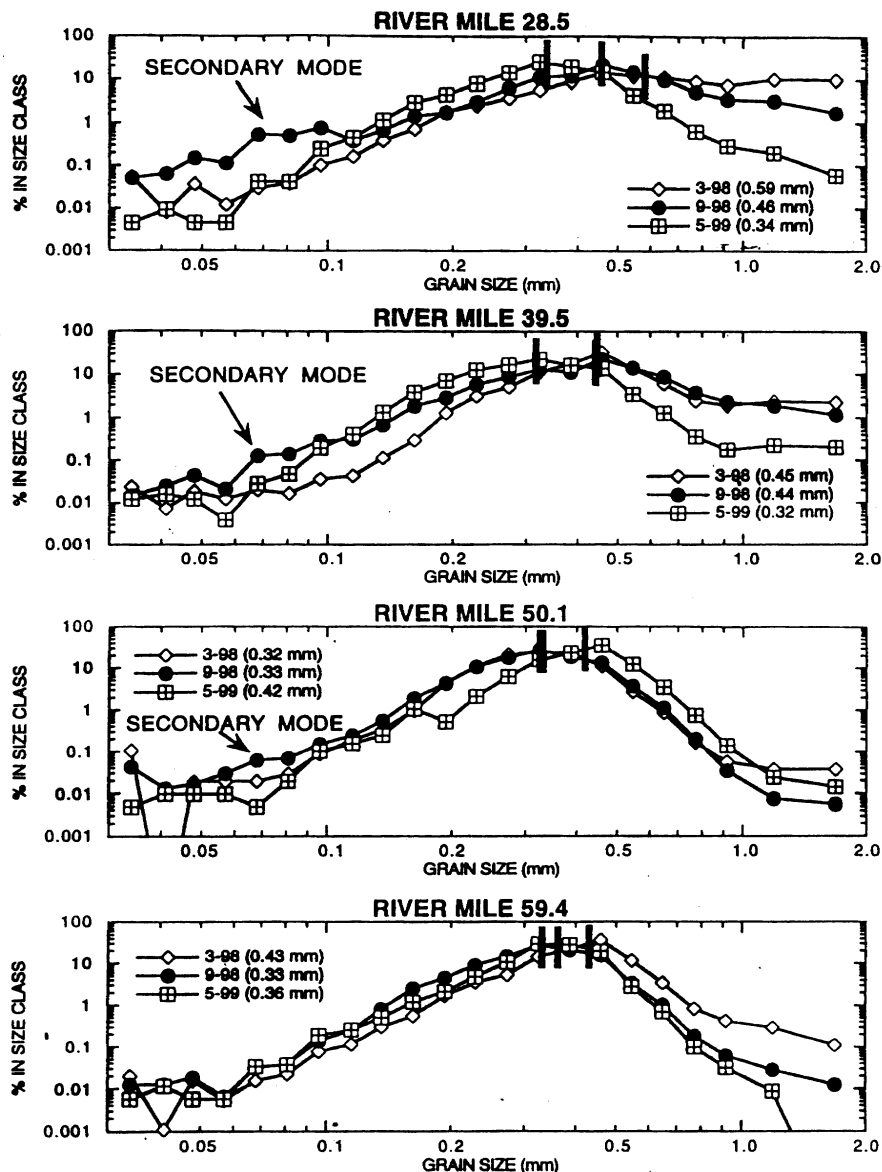 RIVER MILE 28.5
100
10
1
0.1
0.01
0.001
% IN SIZE CLASS
SECONDARY MODE
3-98 (0.59 mm)
9-98 (0.46 mm)
5-99 (0.34 mm)
0.05 0.1 0.2 0.5 1.0 2.0
GRAIN SIZE (mm)
RIVER MILE 39.5
100
10
1
0.1
0.01
0.001
% IN SIZE CLASS
SECONDARY MODE
3-98 (0.45 mm)
9-98 (0.44 mm)
5-99 (0.32 mm)
0.05 0.1 0.2 0.5 1.0 2.0
GRAIN SIZE (mm)
RIVER MILE 50.1
100
10
1
0.1
0.01
0.001
% IN SIZE CLASS
3-98 (0.32 mm)
9-98 (0.33 mm)
5-99 (0.42 mm)
SECONDARY MODE
0.05 0.1 0.2 0.5 1.0 2.0
GRAIN SIZE (mm)
RIVER MILE 59.4
100
10
1
0.1
0.01
0.001
% IN SIZE CLASS
3-98 (0.43 mm)
9-98 (0.33 mm)
5-99 (0.36 mm)
0.05 0.1 0.2 0.5 1.0 2.0
GRAIN SIZE (mm)